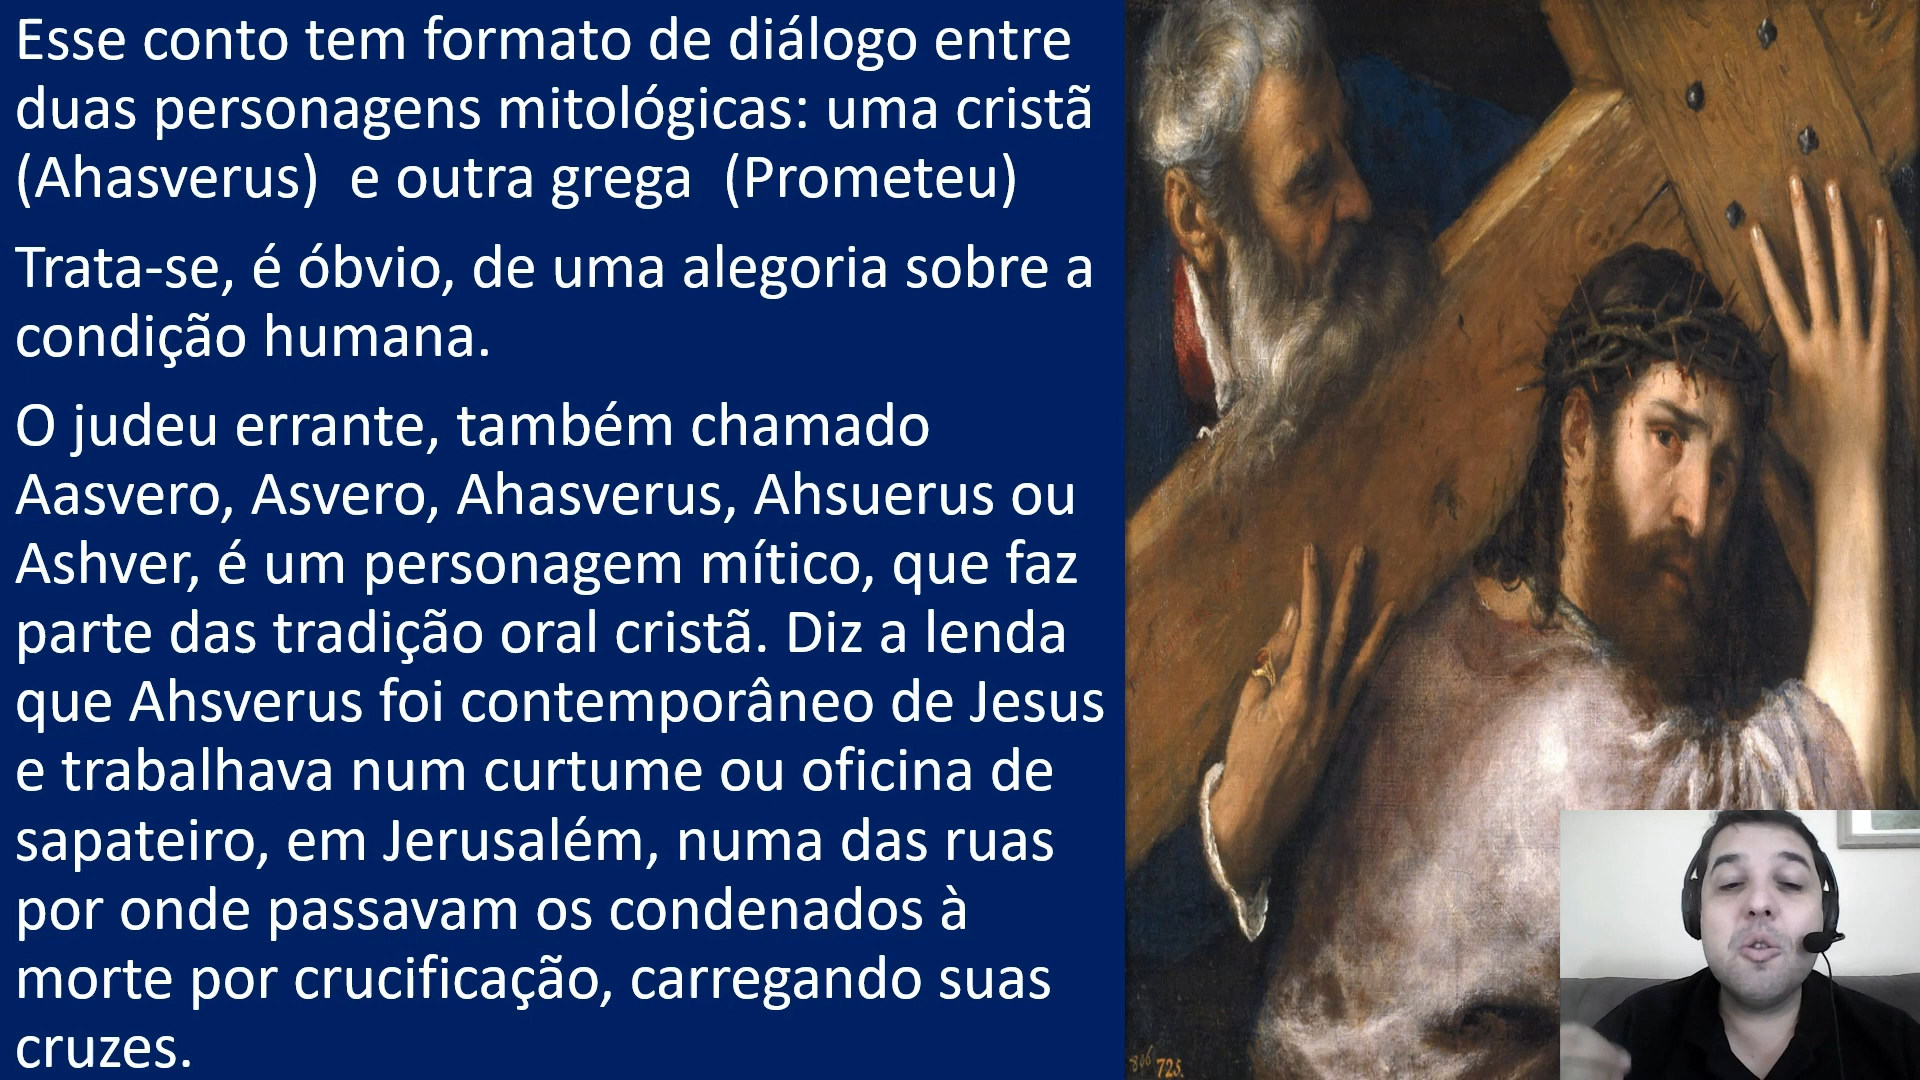 Esse conto tem formato de diálogo entre
duas personagens mitológicas: uma cristã
(Ahasverus) e outra grega (Prometeu)
Trata-se, é óbvio, de uma alegoria sobre a
condição humana.
O judeu errante, também chamado
Aasvero, Asvero, Ahasverus, Ahsuerus ou
Ashver, é um personagem mítico, que faz
parte das tradição oral cristã. Diz a lenda
que Ahsverus foi contemporâneo de Jesus
e trabalhava num curtume ou oficina de
sapateiro, em Jerusalém, numa das ruas
por onde passavam os condenados à
morte por crucificação, carregando suas
cruzes.
725.